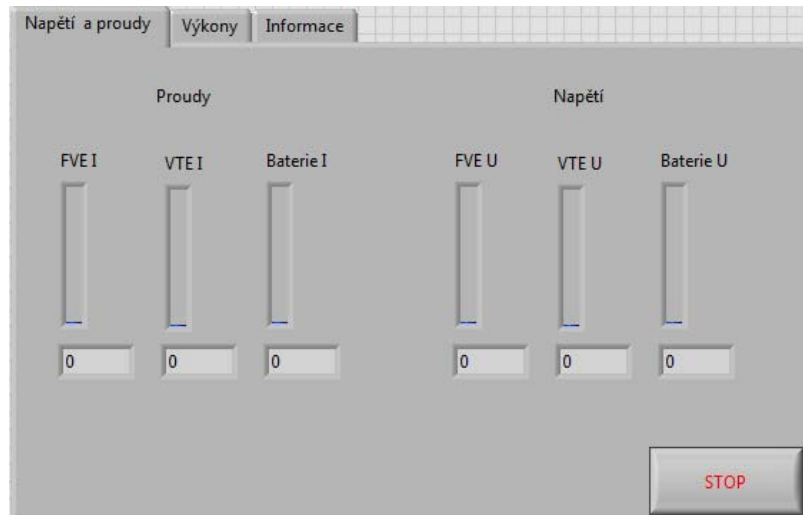 Napětí a proudy Výkony Informace
Proudy Napětí
FVE I VTE I Baterie I FVE U VTE U Baterie U
0 0 0 0 0 0
STOP